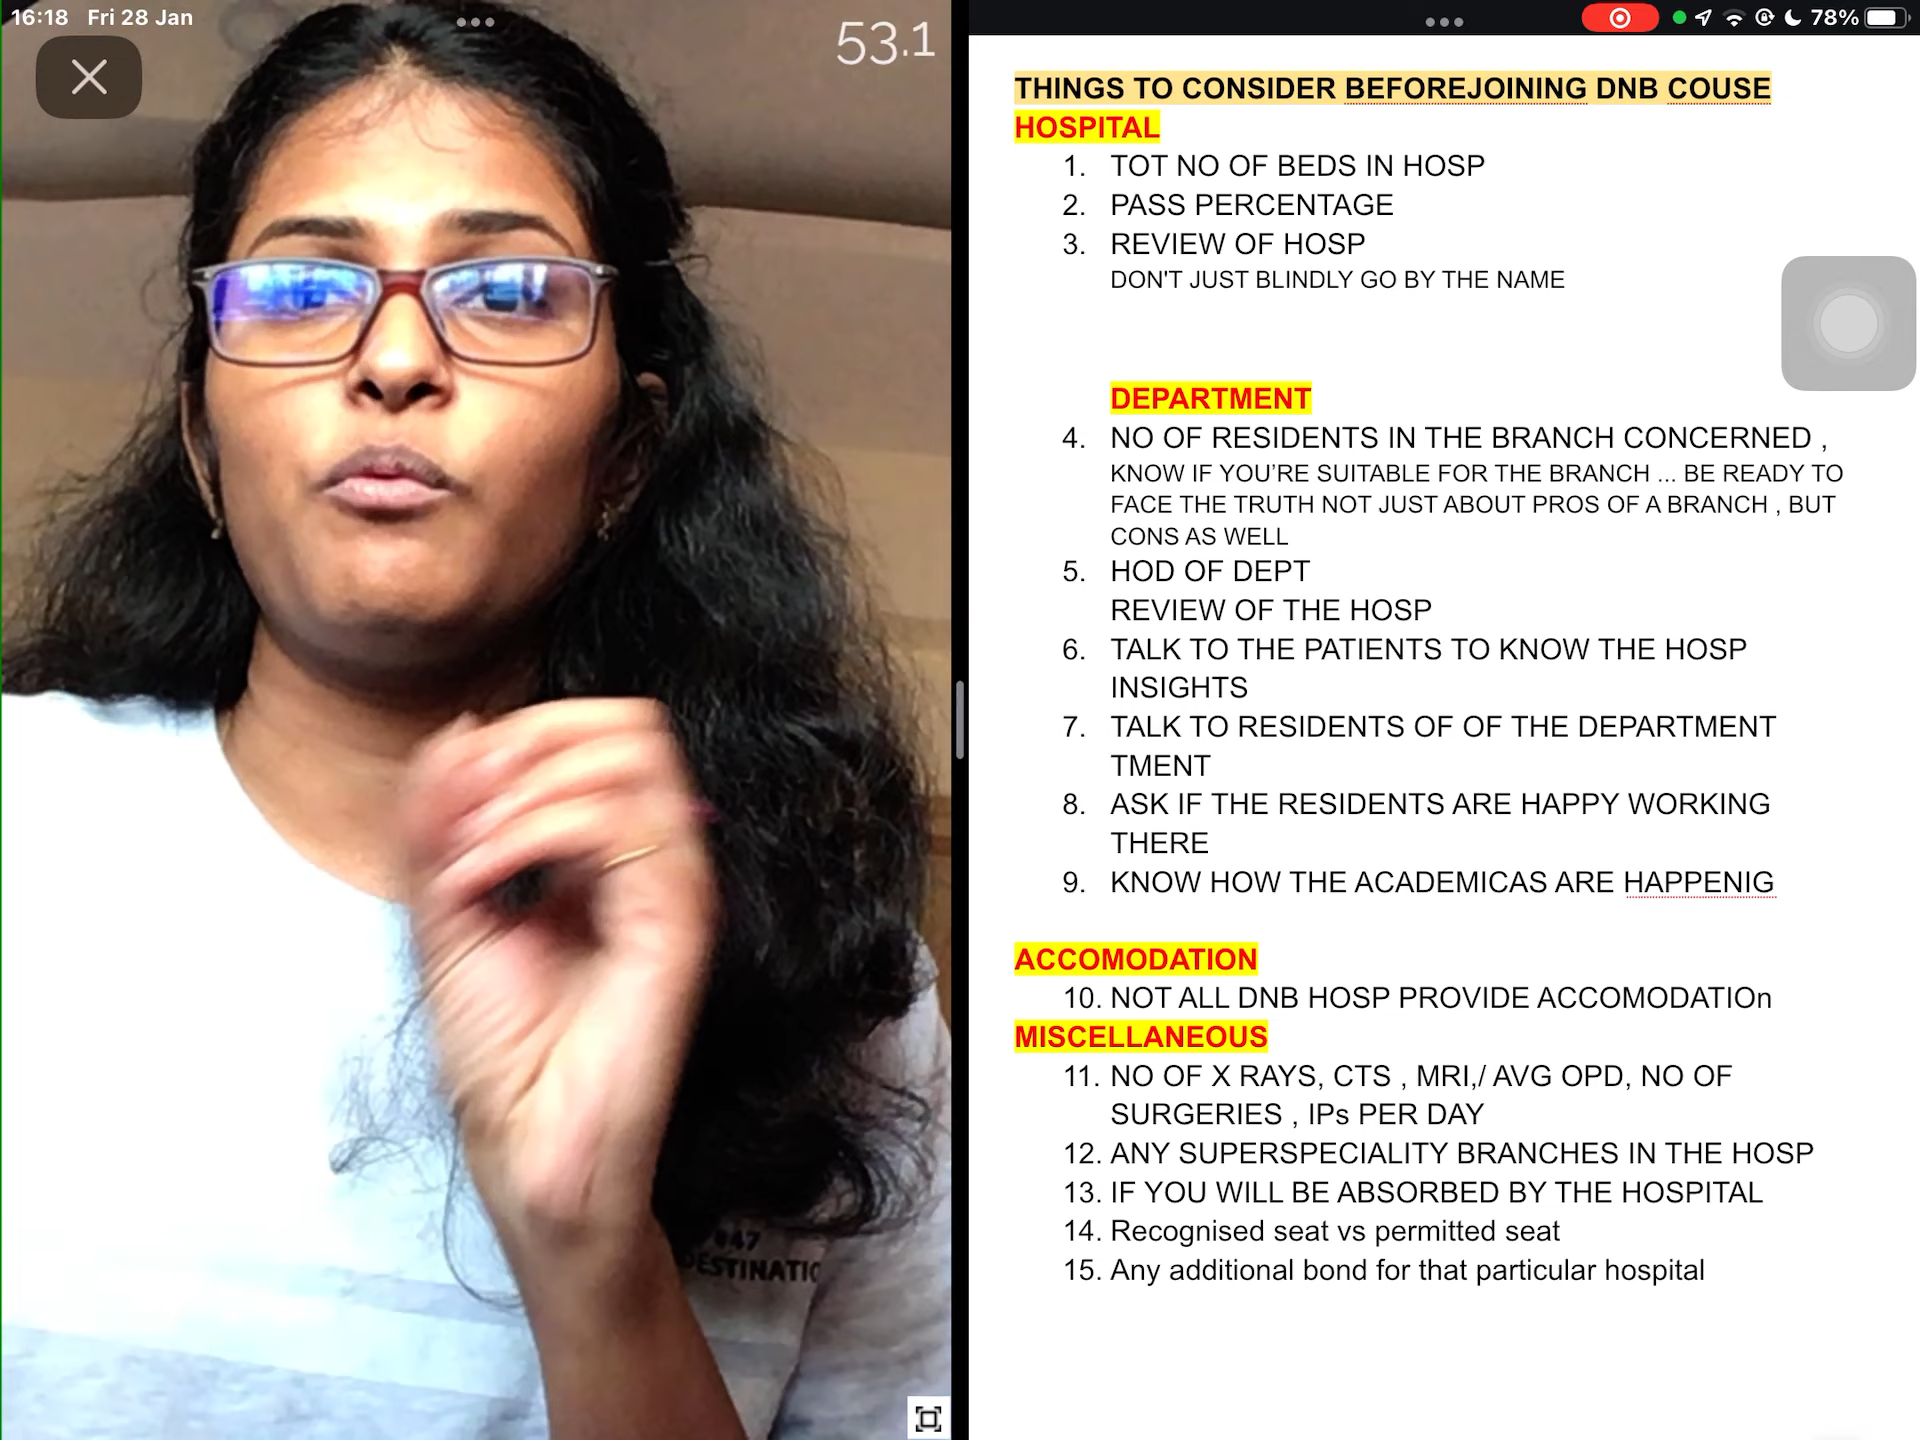 16:18 Fri 28 Jan
53.1
78%
THINGS TO CONSIDER BEFOREJOINING DNB COUSE
HOSPITAL
1. TOT NO OF BEDS IN HOSP
2. PASS PERCENTAGE
3. REVIEW OF HOSP
DON'T JUST BLINDLY GO BY THE NAME
DEPARTMENT
4. NO OF RESIDENTS IN THE BRANCH CONCERNED ,
KNOW IF YOU’RE SUITABLE FOR THE BRANCH ... BE READY TO
FACE THE TRUTH NOT JUST ABOUT PROS OF A BRANCH , BUT
CONS AS WELL
5. HOD OF DEPT
REVIEW OF THE HOSP
6. TALK TO THE PATIENTS TO KNOW THE HOSP
INSIGHTS
7. TALK TO RESIDENTS OF OF THE DEPARTMENT
TMENT
8. ASK IF THE RESIDENTS ARE HAPPY WORKING
THERE
9. KNOW HOW THE ACADEMICAS ARE HAPPENIG
ACCOMODATION
10. NOT ALL DNB HOSP PROVIDE ACCOMODATIOn
MISCELLANEOUS
11. NO OF X RAYS, CTS , MRI,/ AVG OPD, NO OF
SURGERIES , IPs PER DAY
12. ANY SUPERSPECIALITY BRANCHES IN THE HOSP
13. IF YOU WILL BE ABSORBED BY THE HOSPITAL
14. Recognised seat vs permitted seat
15. Any additional bond for that particular hospital